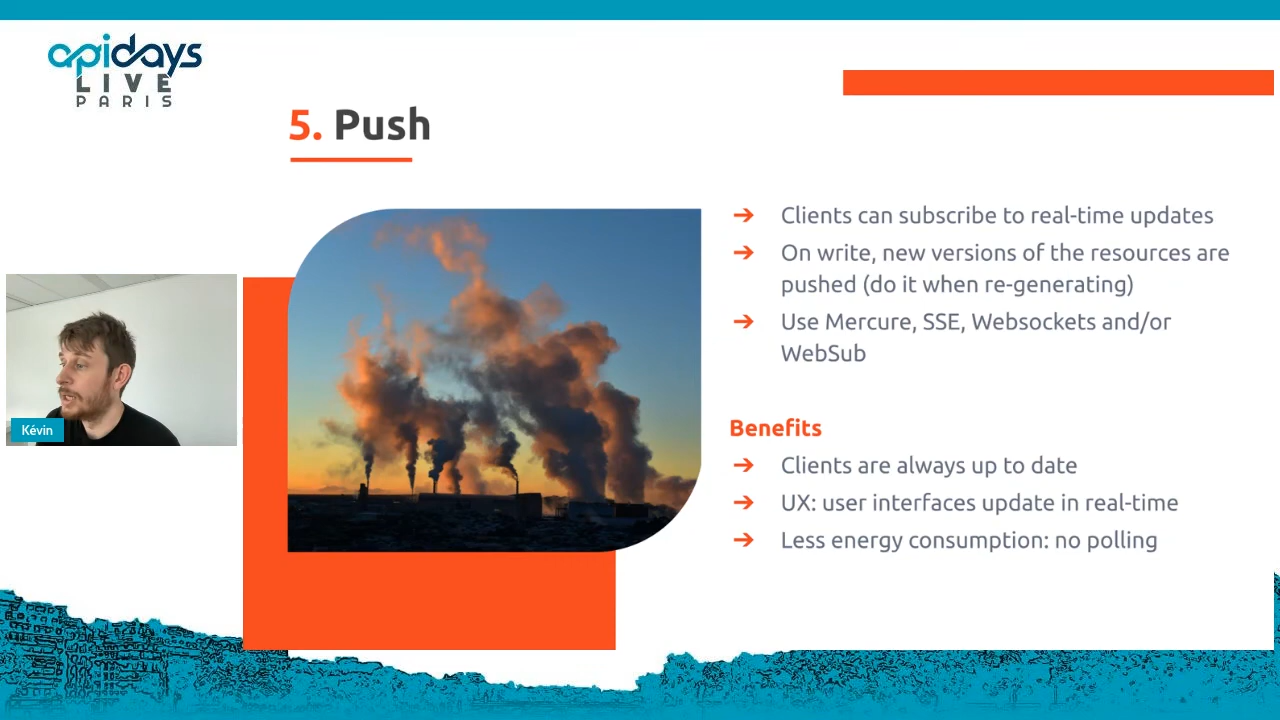 apidays
LIVE
PARIS
5. Push
Kévin
➔ Clients can subscribe to real-time updates
➔ On write, new versions of the resources are
pushed (do it when re-generating)
➔ Use Mercure, SSE, Websockets and/or
WebSub
Benefits
➔ Clients are always up to date
➔ UX: user interfaces update in real-time
➔ Less energy consumption: no polling